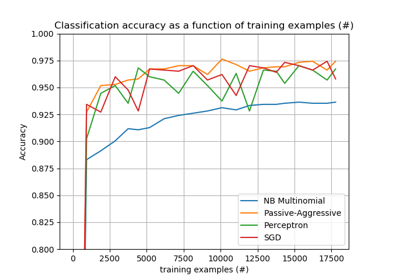 Classification accuracy as a function of training examples (#)
1.000
0.975
0.950
0.925
0.900
0.875
0.850
0.825
0.800
Accuracy
NB Multinomial
Passive-Aggressive
Perceptron
SGD
0 2500 5000 7500 10000 12500 15000 17500
training examples (#)